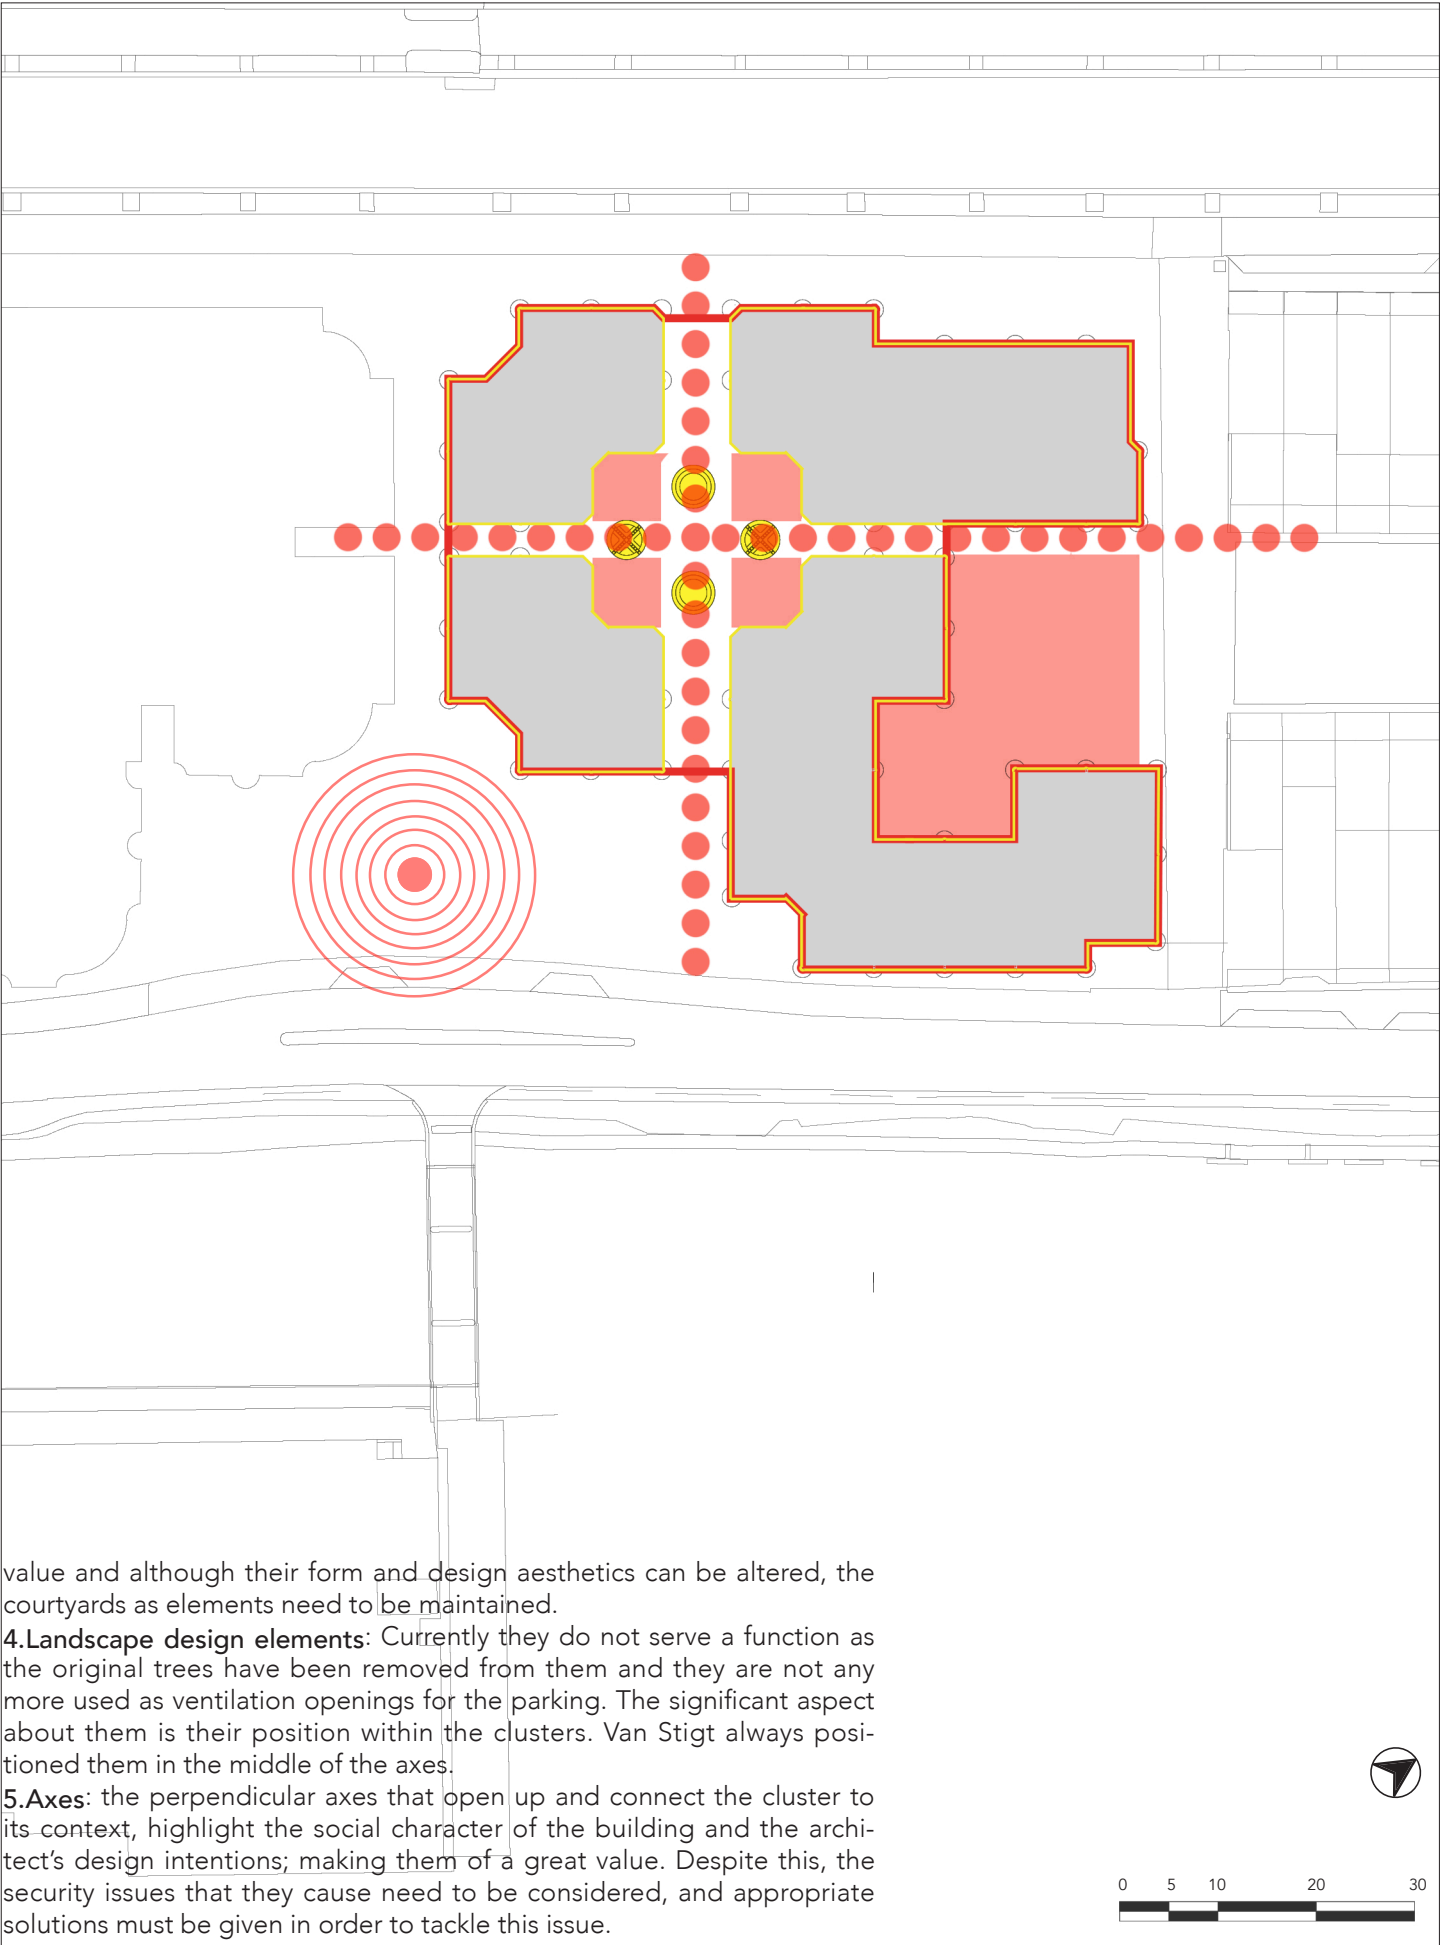 value and although their form and design aesthetics can be altered, the
courtyards as elements need to be maintained.
4.Landscape design elements: Currently they do not serve a function as
the original trees have been removed from them and they are not any
more used as ventilation openings for the parking. The significant aspect
about them is their position within the clusters. Van Stigt always posi-
tioned them in the middle of the axes.
5.Axes: the perpendicular axes that open up and connect the cluster to
its context, highlight the social character of the building and the archi-
tect's design intentions; making them of a great value. Despite this, the
security issues that they cause need to be considered, and appropriate
solutions must be given in order to tackle this issue.
0 5 10 20 30